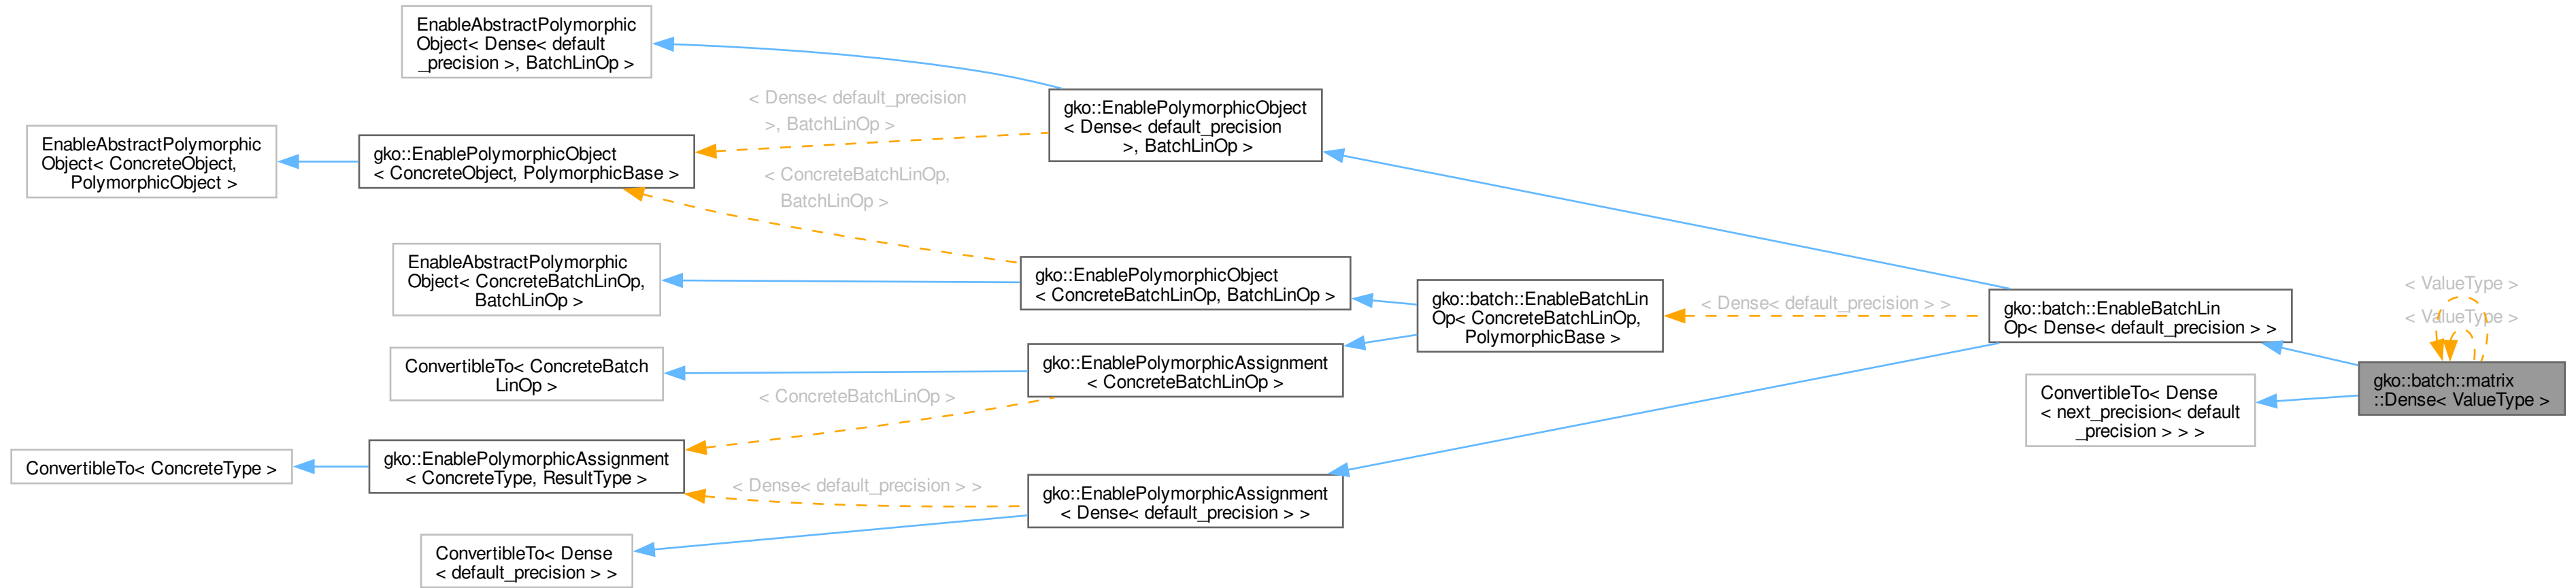 EnableAbstractPolymorphic
Object< Dense< default
_precision >, BatchLinOp >
EnableAbstractPolymorphic
Object< ConcreteObject,
PolymorphicObject >
gko::EnablePolymorphicObject
< ConcreteObject, PolymorphicBase >
< Dense< default_precision
>, BatchLinOp >
gko::EnablePolymorphicObject
< Dense< default_precision
>, BatchLinOp >
< ConcreteBatchLinOp,
BatchLinOp >
EnableAbstractPolymorphic
Object< ConcreteBatchLinOp,
BatchLinOp >
gko::EnablePolymorphicObject
< ConcreteBatchLinOp, BatchLinOp >
ConvertibleTo< ConcreteBatch
LinOp >
gko::EnablePolymorphicAssignment
< ConcreteBatchLinOp >
gko::batch::EnableBatchLin
Op< ConcreteBatchLinOp,
PolymorphicBase >
< Dense< default_precision > >
gko::batch::EnableBatchLin
Op< Dense< default_precision > >
< ValueType >
< ValueType >
gko::batch::matrix
::Dense< ValueType >
ConvertibleTo< Dense
< next_precision< default
_precision > > >
< ConcreteBatchLinOp >
ConvertibleTo< ConcreteType >
gko::EnablePolymorphicAssignment
< ConcreteType, ResultType >
< Dense< default_precision > >
gko::EnablePolymorphicAssignment
< Dense< default_precision > >
ConvertibleTo< Dense
< default_precision > >